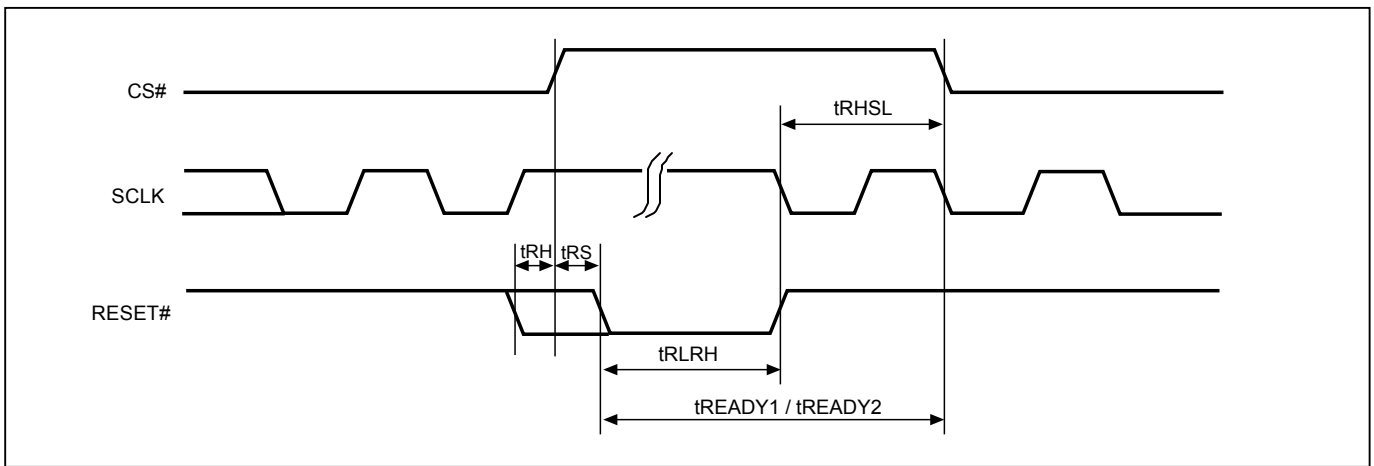 CS#
tRHSL
SCLK
tRH tRS
RESET#
tRLRH
tREADY1 / tREADY2